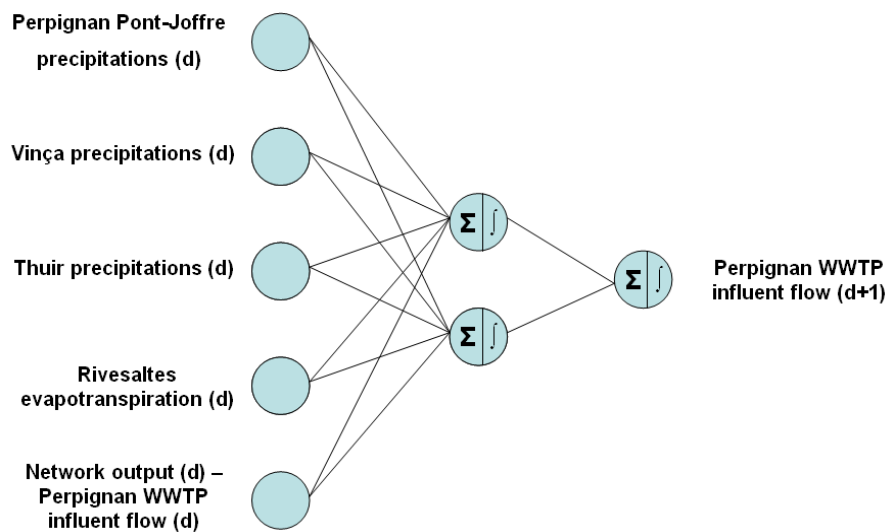 Perpignan Pont-Joffre
precipitations (d)
Vinça precipitations (d)
Thuir precipitations (d)
Rivesaltes
evapotranspiration (d)
Network output (d) –
Perpignan WWTP
influent flow (d)
Σ ∫
Σ ∫
Σ ∫
Perpignan WWTP
influent flow (d+1)